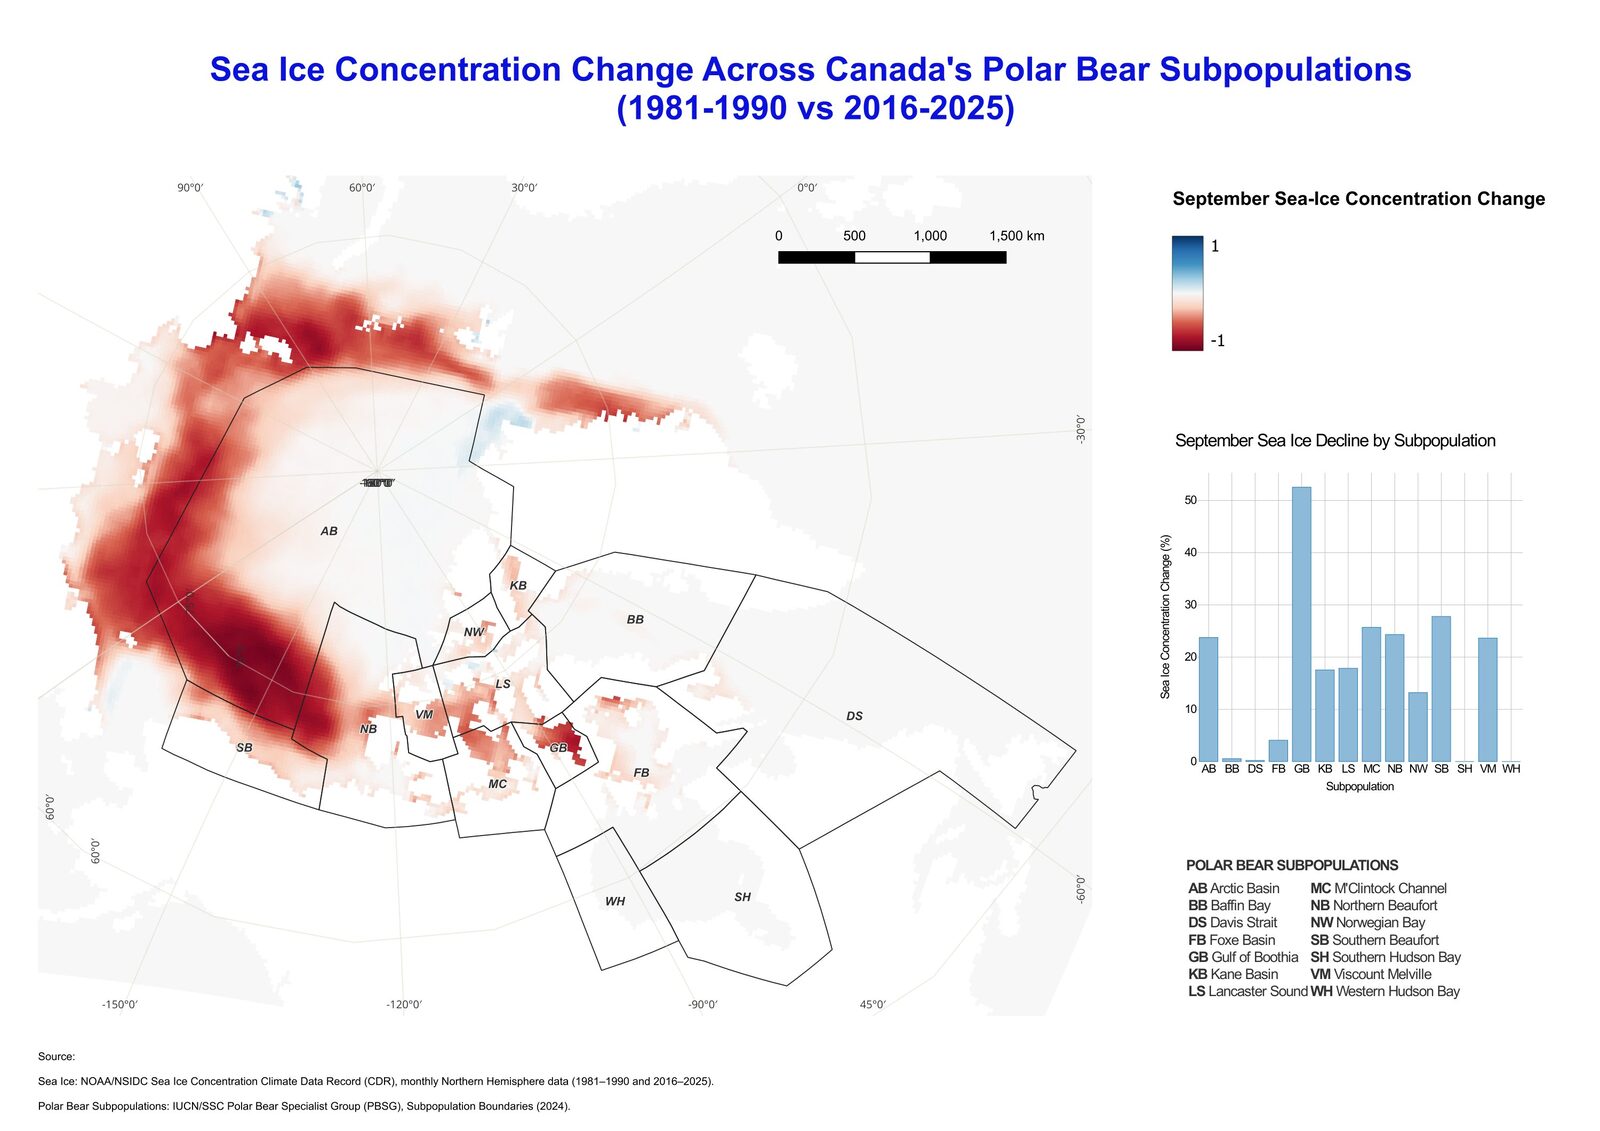 Sea Ice Concentration Change Across Canada's Polar Bear Subpopulations
(1981-1990 vs 2016-2025)
90°0′
60°0′
30°0′
0°0′
0
500
1,000
1,500 km
-30°0′
AB
KB
BB
NW
LS
VM
NB
SB
GB
MC
FB
DS
WH
SH
60°0′
60°0′
-60°0′
-150°0′
-120°0′
-90°0′
45°0′
September Sea-Ice Concentration Change
1
-1
September Sea Ice Decline by Subpopulation
Sea Ice Concentration Change (%)
50
40
30
20
10
0
AB BB DS FB GB KB LS MC NB NW SB SH VM WH
Subpopulation
POLAR BEAR SUBPOPULATIONS
AB Arctic Basin
BB Baffin Bay
DS Davis Strait
FB Foxe Basin
GB Gulf of Boothia
KB Kane Basin
LS Lancaster Sound
MC M'Clintock Channel
NB Northern Beaufort
NW Norwegian Bay
SB Southern Beaufort
SH Southern Hudson Bay
VM Viscount Melville
WH Western Hudson Bay
Source:
Sea Ice: NOAA/NSIDC Sea Ice Concentration Climate Data Record (CDR), monthly Northern Hemisphere data (1981–1990 and 2016–2025).
Polar Bear Subpopulations: IUCN/SSC Polar Bear Specialist Group (PBSG), Subpopulation Boundaries (2024).